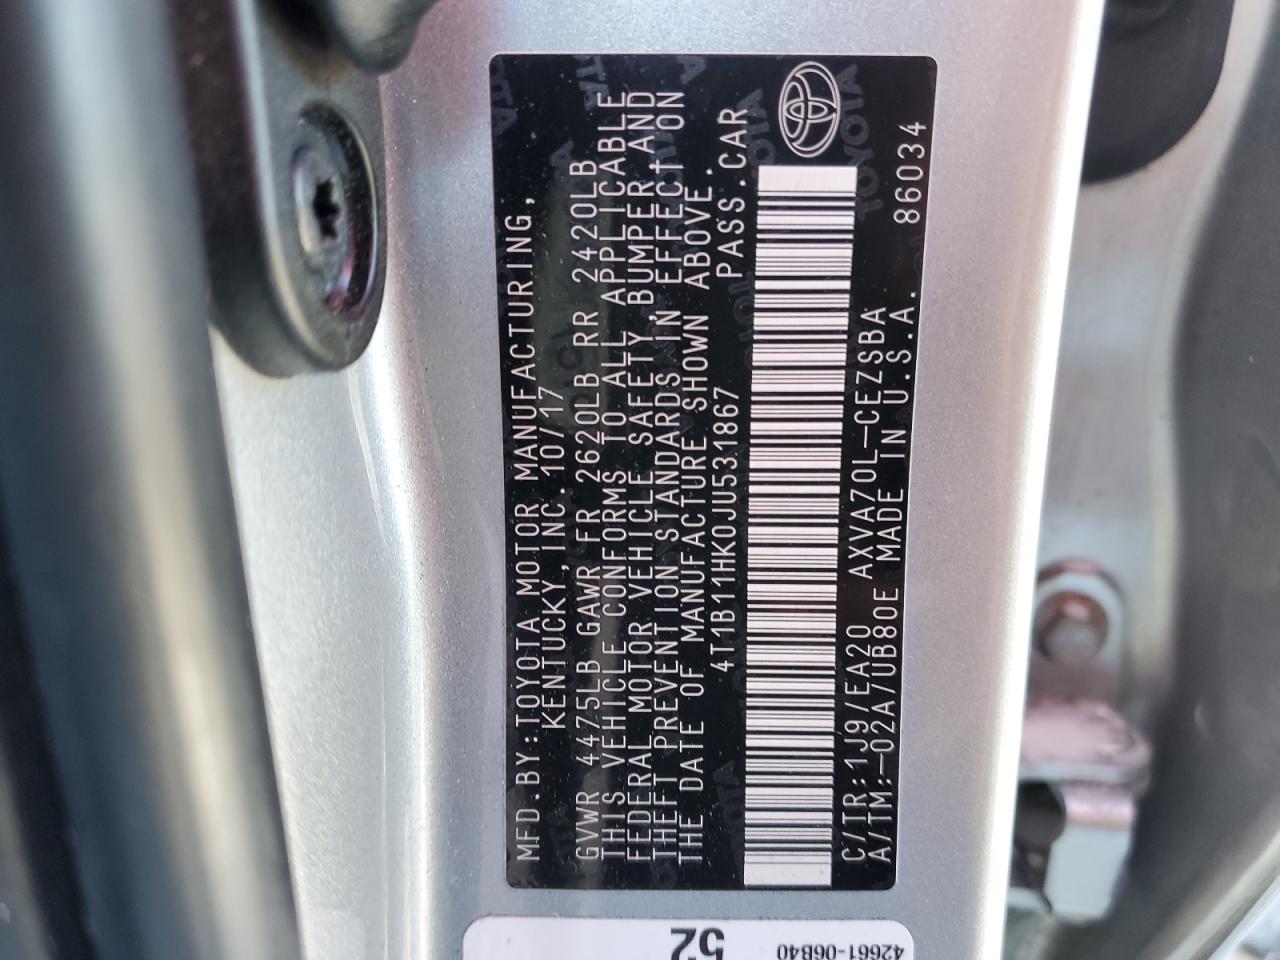 MFD.BY:TOYOTA MOTOR MANUFACTURING,
KENTUCKY,INC. 10/17
GVWR 4475LB GAWR FR 2620LB RR 2420LB
THIS VEHICLE CONFORMS TO ALL APPLICABLE
FEDERAL MOTOR VEHICLE SAFETY,BUMPER,AND
THEFT PREVENTION STANDARDS IN EFFECT ON
THE DATE OF MANUFACTURE SHOWN ABOVE.
4T1B11HK0JU531867 PASS.CAR
C/TR:1J9/EA20 AXVA70L-CEZSBA 86034
A/TM:-02A/UB80E MADE IN U.S.A.
TOYOTA
52
42661-06B40